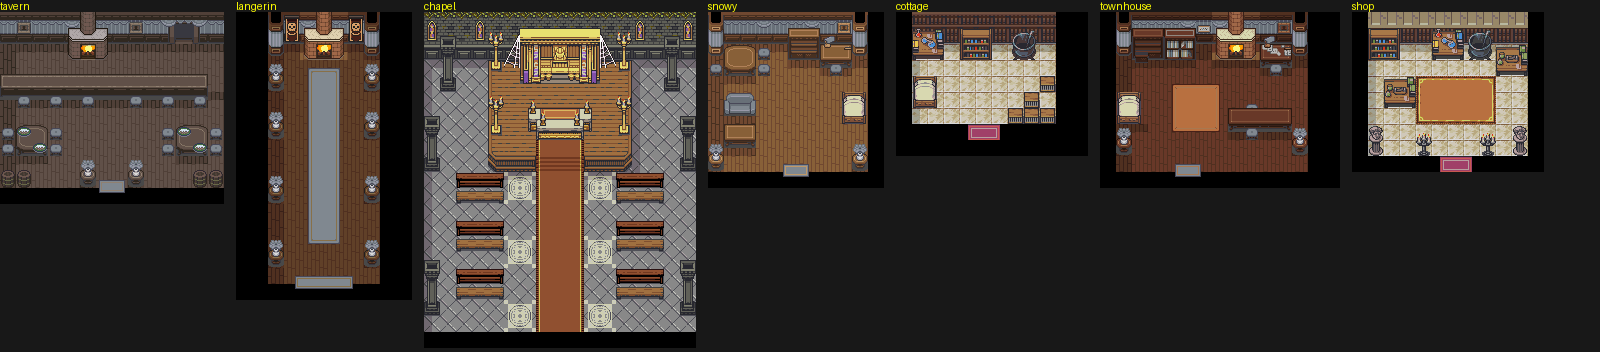 tavern
langerin
chapel
snowy
cottage
townhouse
shop